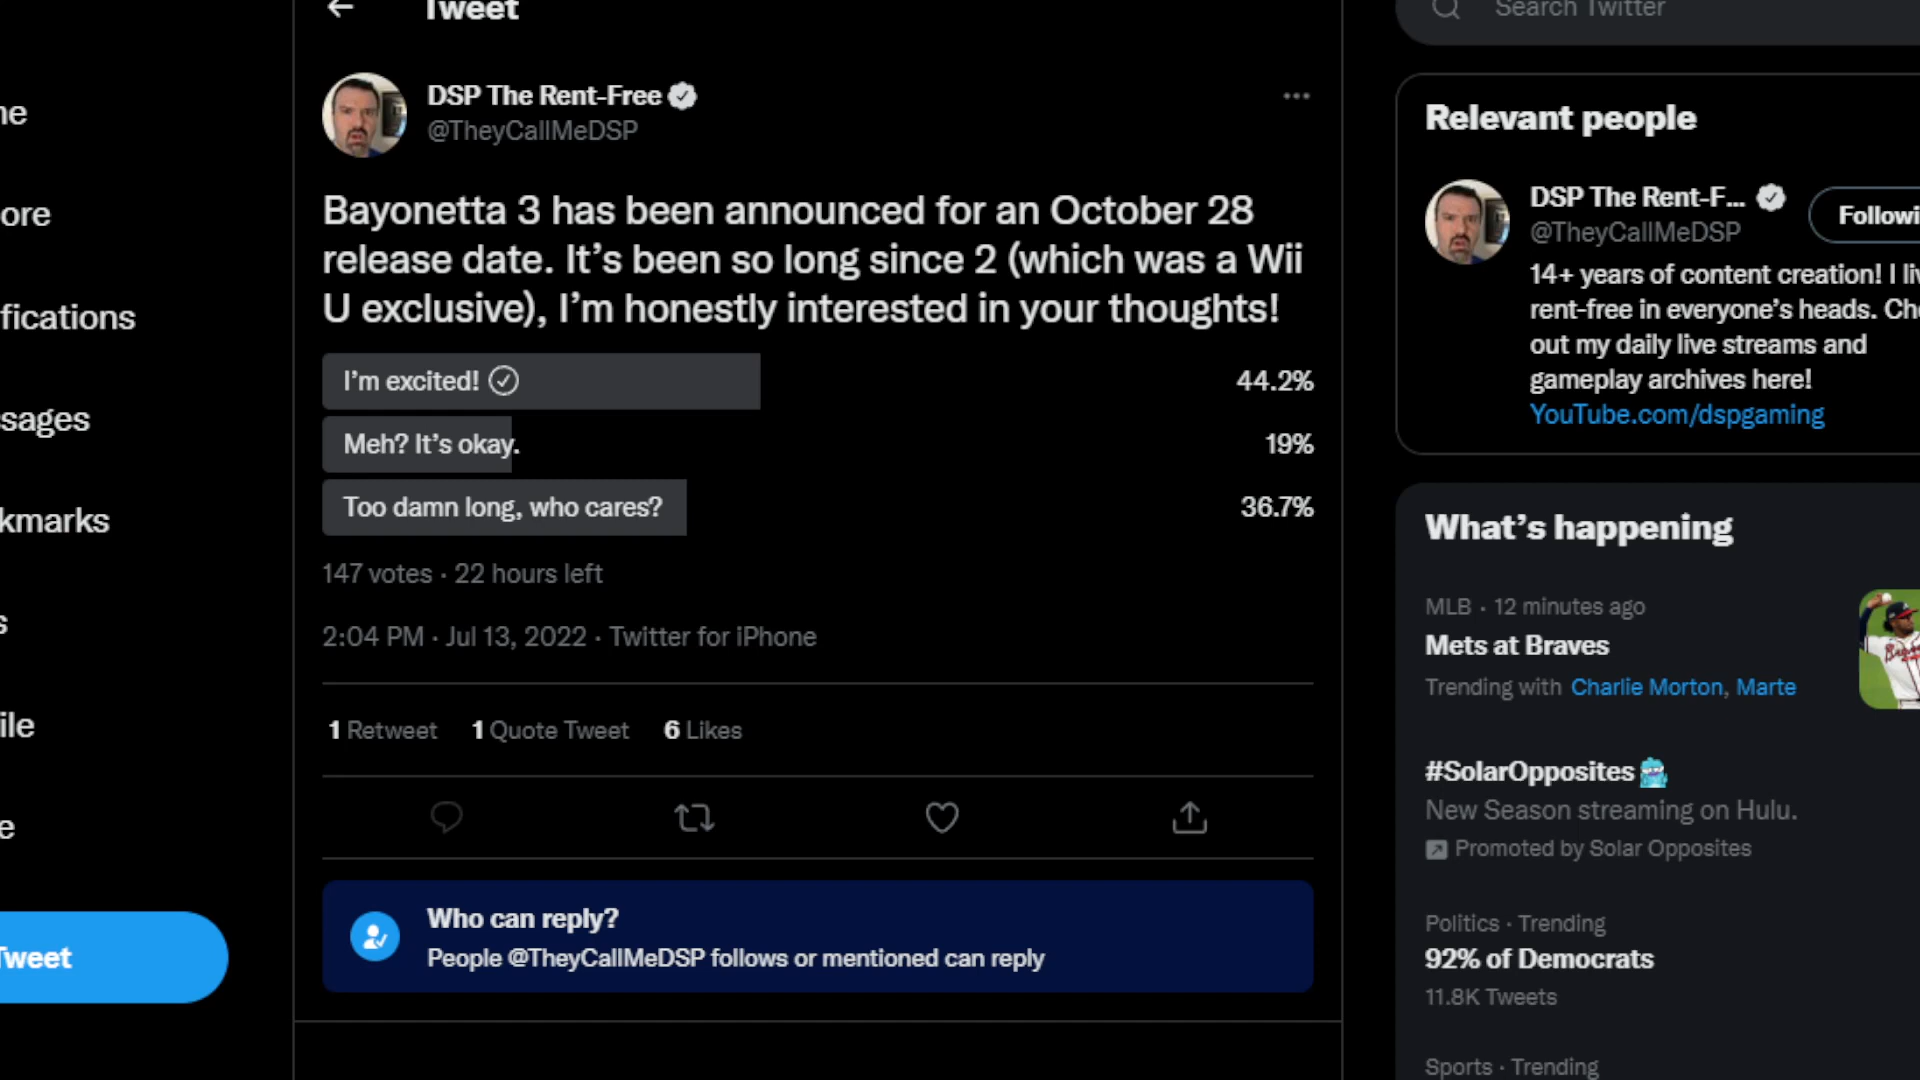 Tweet
Search Twitter
me
ore
fications
ssages
kmarks
s
ile
e
Tweet
DSP The Rent-Free
@TheyCallMeDSP
Bayonetta 3 has been announced for an October 28
release date. It’s been so long since 2 (which was a Wii
U exclusive), I’m honestly interested in your thoughts!
I’m excited! 44.2%
Meh? It’s okay. 19%
Too damn long, who cares? 36.7%
147 votes · 22 hours left
2:04 PM · Jul 13, 2022 · Twitter for iPhone
1 Retweet 1 Quote Tweet 6 Likes
Who can reply?
People @TheyCallMeDSP follows or mentioned can reply
Relevant people
DSP The Rent-F...
@TheyCallMeDSP
Followi
14+ years of content creation! I liv
rent-free in everyone’s heads. Che
out my daily live streams and
gameplay archives here!
YouTube.com/dspgaming
What’s happening
MLB · 12 minutes ago
Mets at Braves
Trending with Charlie Morton, Marte
#SolarOpposites
New Season streaming on Hulu.
Promoted by Solar Opposites
Politics · Trending
92% of Democrats
11.8K Tweets
Sports · Trending